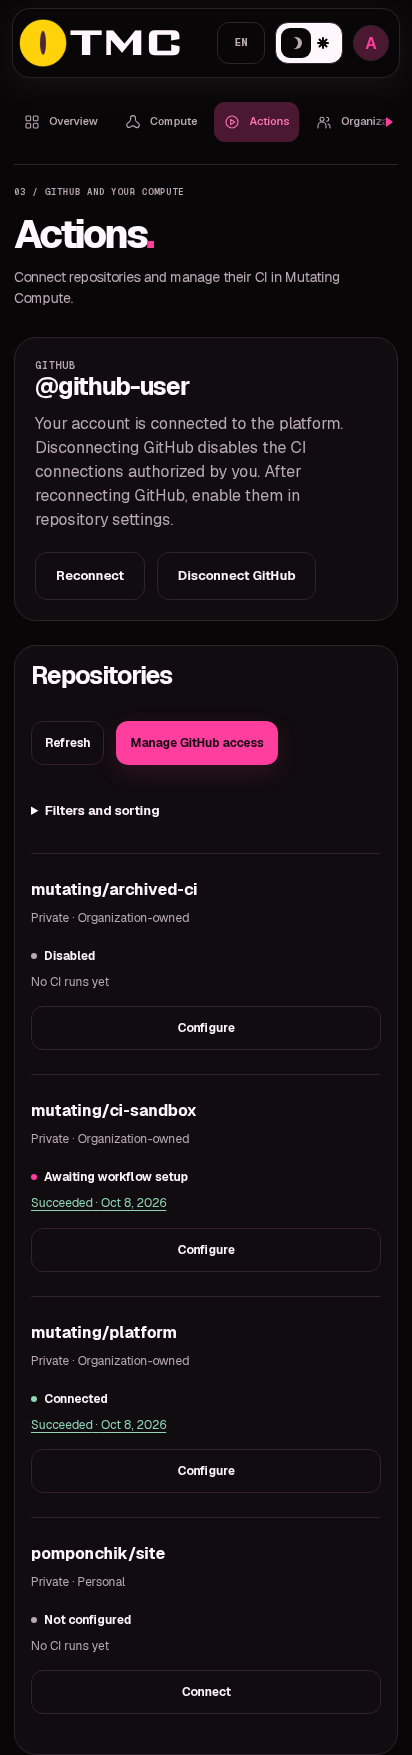 TMC
EN
A
Overview
Compute
Actions
Organiza
03 / GITHUB AND YOUR COMPUTE
Actions.
Connect repositories and manage their CI in Mutating
Compute.
GITHUB
@github-user
Your account is connected to the platform.
Disconnecting GitHub disables the CI
connections authorized by you. After
reconnecting GitHub, enable them in
repository settings.
Reconnect
Disconnect GitHub
Repositories
Refresh
Manage GitHub access
Filters and sorting
mutating/archived-ci
Private · Organization-owned
Disabled
No CI runs yet
Configure
mutating/ci-sandbox
Private · Organization-owned
Awaiting workflow setup
Succeeded · Oct 8, 2026
Configure
mutating/platform
Private · Organization-owned
Connected
Succeeded · Oct 8, 2026
Configure
pomponchik/site
Private · Personal
Not configured
No CI runs yet
Connect